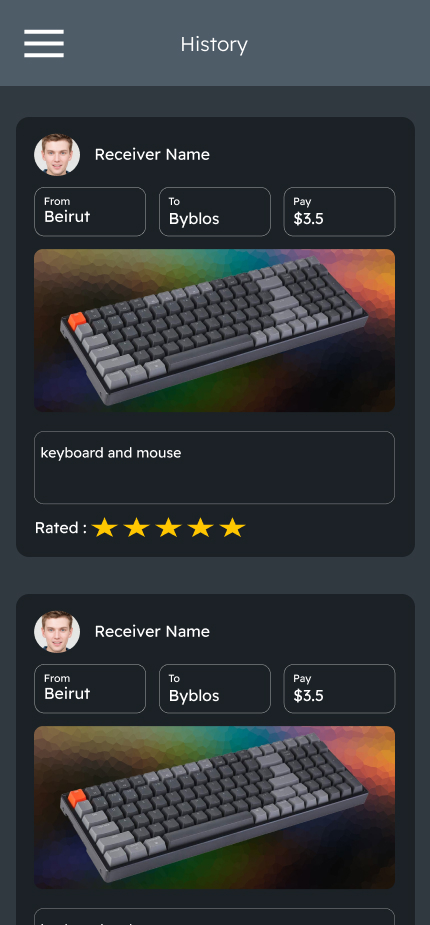 History
Receiver Name
From
Beirut
To
Byblos
Pay
$3.5
keyboard and mouse
Rated :
Receiver Name
From
Beirut
To
Byblos
Pay
$3.5